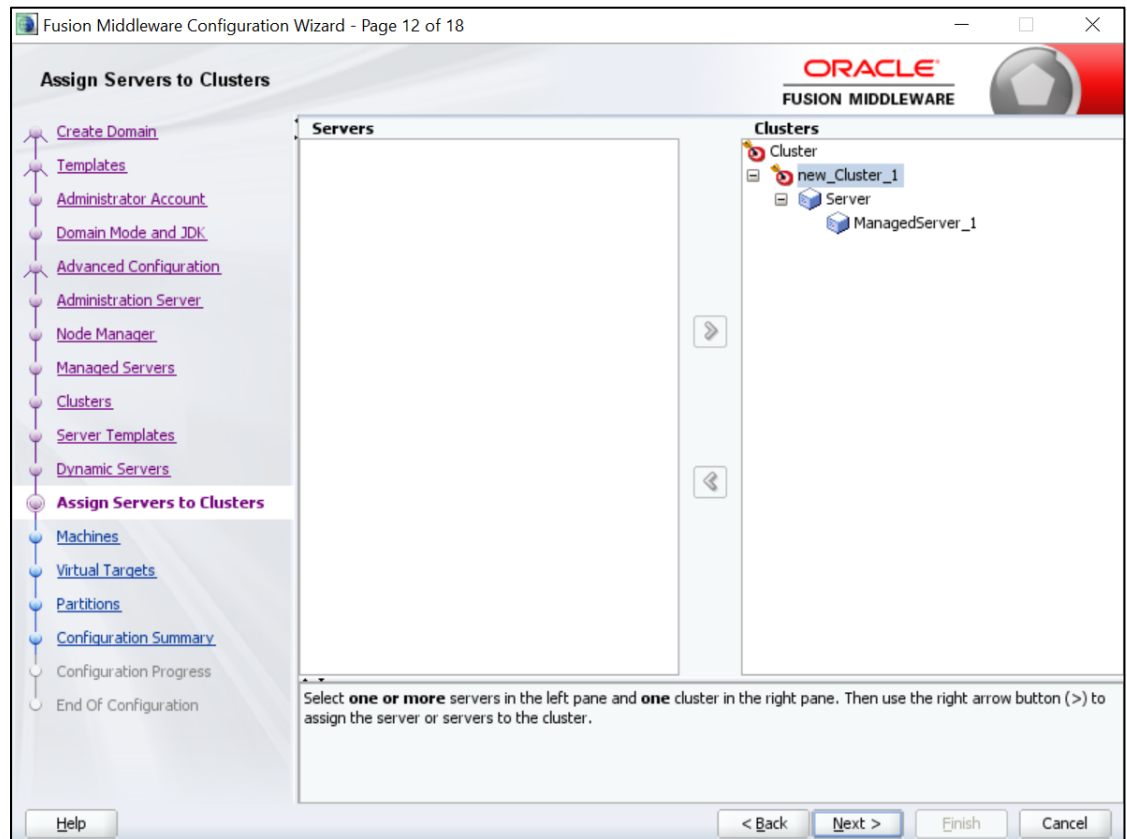 Fusion Middleware Configuration Wizard - Page 12 of 18
Assign Servers to Clusters
ORACLE
FUSION MIDDLEWARE
Create Domain
Templates
Administrator Account
Domain Mode and JDK
Advanced Configuration
Administration Server
Node Manager
Managed Servers
Clusters
Server Templates
Dynamic Servers
Assign Servers to Clusters
Machines
Virtual Targets
Partitions
Configuration Summary
Configuration Progress
End Of Configuration
Servers
Clusters
Cluster
new_Cluster_1
Server
ManagedServer_1
Select one or more servers in the left pane and one cluster in the right pane. Then use the right arrow button (>) to
assign the server or servers to the cluster.
Help
< Back
Next >
Finish
Cancel